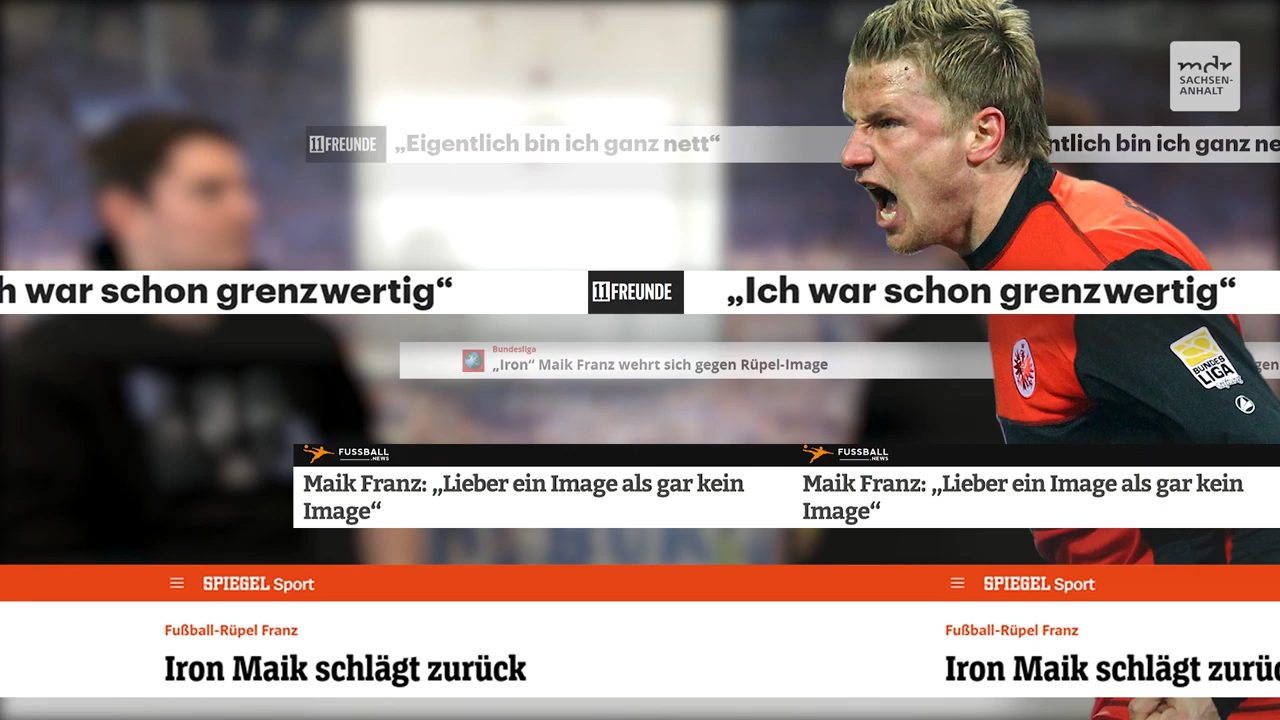 mdr
SACHSEN-
ANHALT
11FREUNDE „Eigentlich bin ich ganz nett“
ntlich bin ich ganz ne
h war schon grenzwertig“
11FREUNDE „Ich war schon grenzwertig“
BUNDES
LIGA
Bundesliga
„Iron“ Maik Franz wehrt sich gegen Rüpel-Image
gen
FUSSBALL
.NEWS
Maik Franz: „Lieber ein Image als gar kein
Image“
FUSSBALL
.NEWS
Maik Franz: „Lieber ein Image als gar kein
Image“
SPIEGEL Sport
Fußball-Rüpel Franz
Iron Maik schlägt zurück
SPIEGEL Sport
Fußball-Rüpel Franz
Iron Maik schlägt zurüc